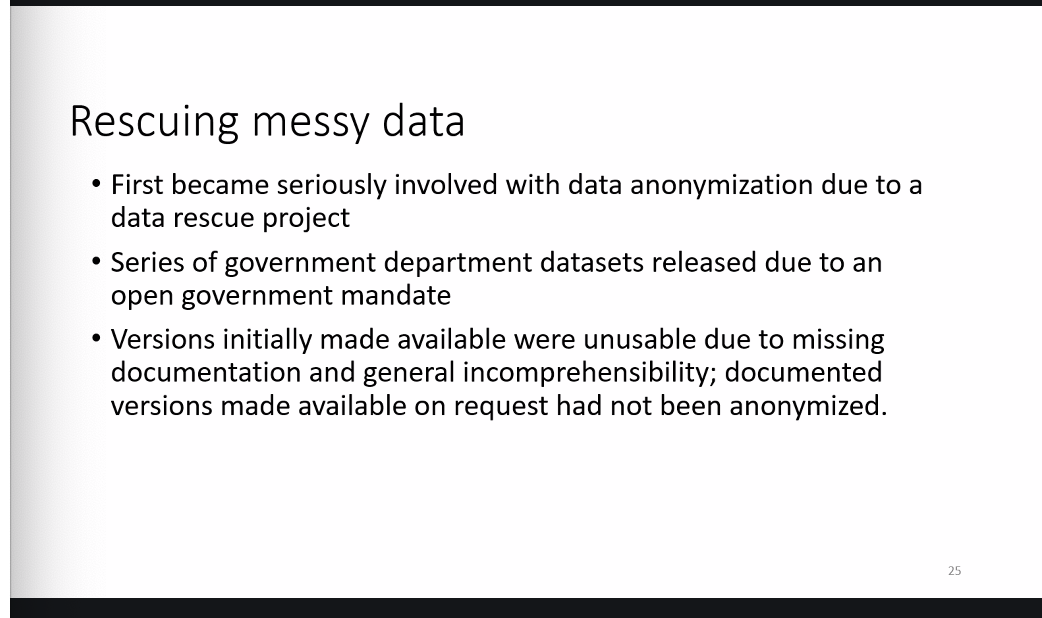 Rescuing messy data
• First became seriously involved with data anonymization due to a
data rescue project
• Series of government department datasets released due to an
open government mandate
• Versions initially made available were unusable due to missing
documentation and general incomprehensibility; documented
versions made available on request had not been anonymized.
25